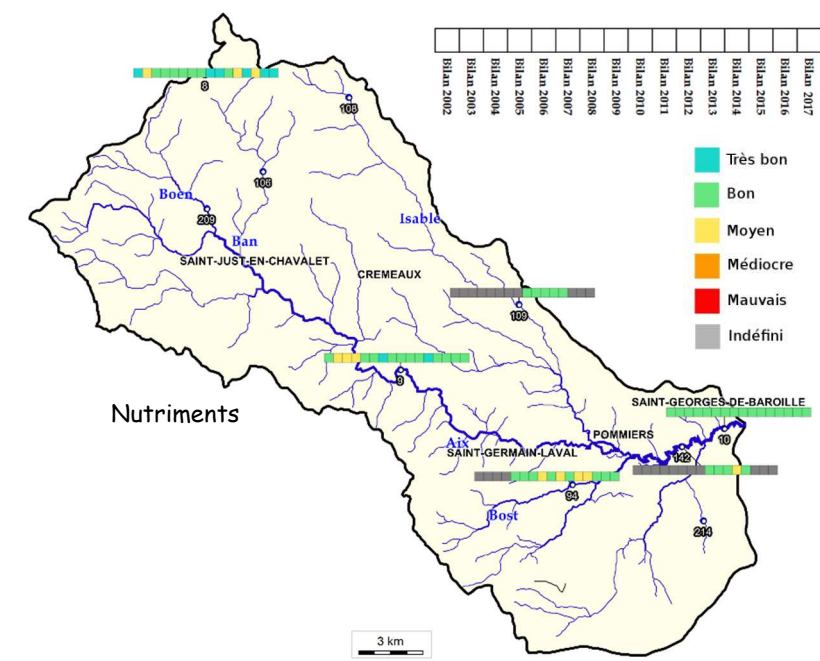 Bilan 2002
Bilan 2003
Bilan 2004
Bilan 2005
Bilan 2006
Bilan 2007
Bilan 2008
Bilan 2009
Bilan 2010
Bilan 2011
Bilan 2012
Bilan 2013
Bilan 2014
Bilan 2015
Bilan 2016
Bilan 2017
Très bon
Bon
Moyen
Médiocre
Mauvais
Indéfini
8
108
106
Boën
209
Isable
Ban
SAINT-JUST-EN-CHAVALET
CREMEAUX
109
9
Nutriments
SAINT-GEORGES-DE-BAROILLE
10
POMMIERS
Aix
SAINT-GERMAIN-LAVAL
142
94
Bost
214
3 km